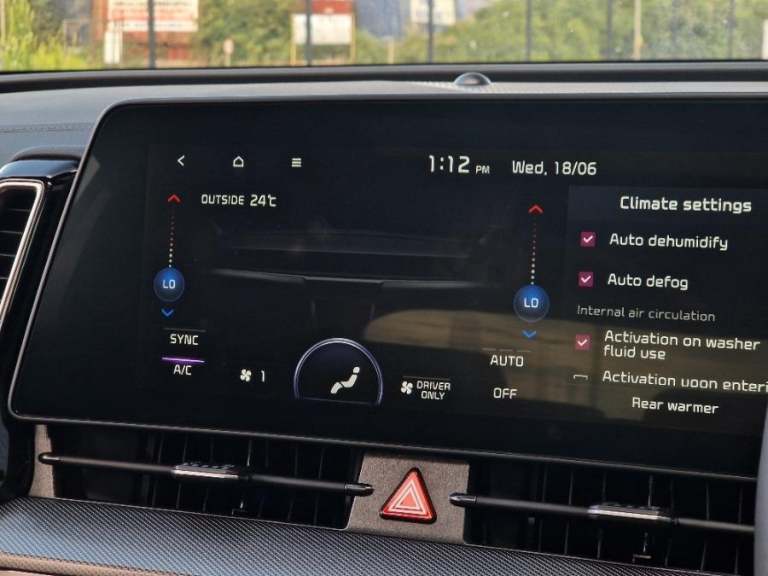 1:12 PM Wed, 18/06
OUTSIDE 24℃
LO
SYNC
A/C
1
DRIVER
ONLY
LO
AUTO
OFF
Climate settings
Auto dehumidify
Auto defog
Internal air circulation
Activation on washer
fluid use
Activation upon enteri
Rear warmer